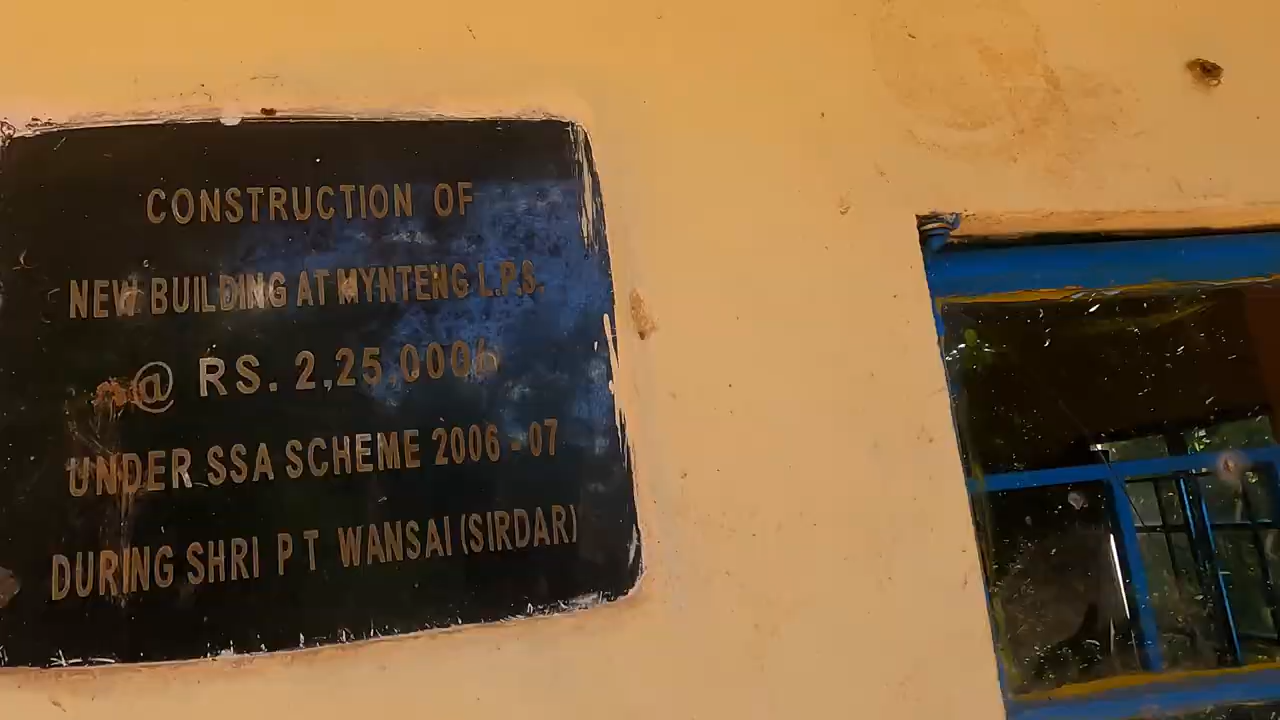 CONSTRUCTION OF
NEW BUILDING AT MYNTENG L.P.S.
@ RS. 2,25 000
UNDER SSA SCHEME 2006 - 07
DURING SHRI P T WANSAI (SIRDAR)